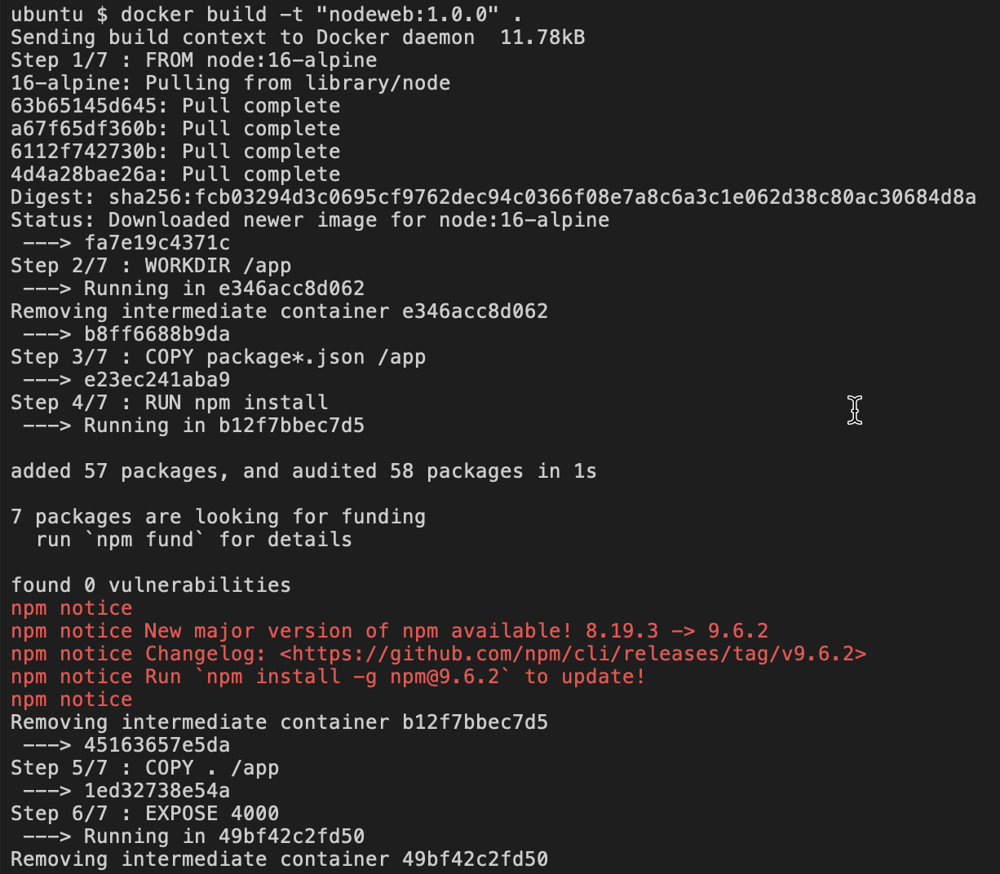 ubuntu $ docker build -t "nodeweb:1.0.0" .
Sending build context to Docker daemon  11.78kB
Step 1/7 : FROM node:16-alpine
16-alpine: Pulling from library/node
63b65145d645: Pull complete
a67f65df360b: Pull complete
6112f742730b: Pull complete
4d4a28bae26a: Pull complete
Digest: sha256:fcb03294d3c0695cf9762dec94c0366f08e7a8c6a3c1e062d38c80ac30684d8a
Status: Downloaded newer image for node:16-alpine
 ---> fa7e19c4371c
Step 2/7 : WORKDIR /app
 ---> Running in e346acc8d062
Removing intermediate container e346acc8d062
 ---> b8ff6688b9da
Step 3/7 : COPY package*.json /app
 ---> e23ec241aba9
Step 4/7 : RUN npm install
 ---> Running in b12f7bbec7d5

added 57 packages, and audited 58 packages in 1s

7 packages are looking for funding
  run `npm fund` for details

found 0 vulnerabilities
npm notice
npm notice New major version of npm available! 8.19.3 -> 9.6.2
npm notice Changelog: <https://github.com/npm/cli/releases/tag/v9.6.2>
npm notice Run `npm install -g npm@9.6.2` to update!
npm notice
Removing intermediate container b12f7bbec7d5
 ---> 45163657e5da
Step 5/7 : COPY . /app
 ---> 1ed32738e54a
Step 6/7 : EXPOSE 4000
 ---> Running in 49bf42c2fd50
Removing intermediate container 49bf42c2fd50